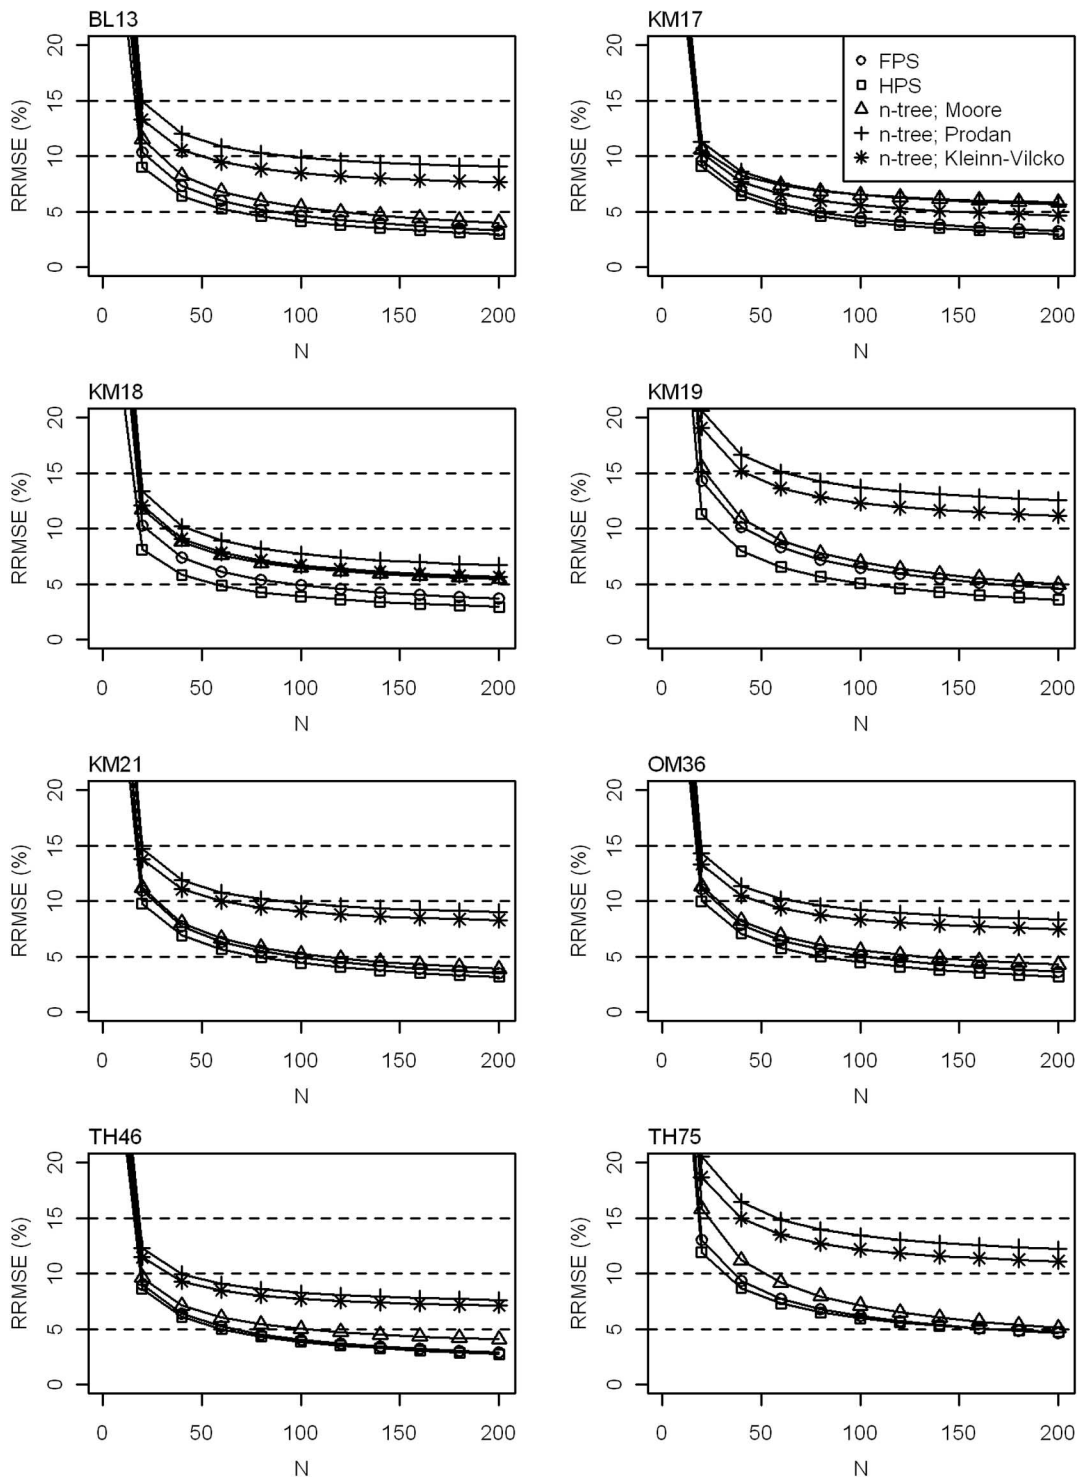 BL13
RRMSE (%)
20
15
10
5
0
0 50 100 150 200
N
KM17
RRMSE (%)
20
15
10
5
0
FPS
HPS
n-tree; Moore
n-tree; Prodan
n-tree; Kleinn-Vilcko
0 50 100 150 200
N
KM18
RRMSE (%)
20
15
10
5
0
0 50 100 150 200
N
KM19
RRMSE (%)
20
15
10
5
0
0 50 100 150 200
N
KM21
RRMSE (%)
20
15
10
5
0
0 50 100 150 200
N
OM36
RRMSE (%)
20
15
10
5
0
0 50 100 150 200
N
TH46
RRMSE (%)
20
15
10
5
0
0 50 100 150 200
N
TH75
RRMSE (%)
20
15
10
5
0
0 50 100 150 200
N